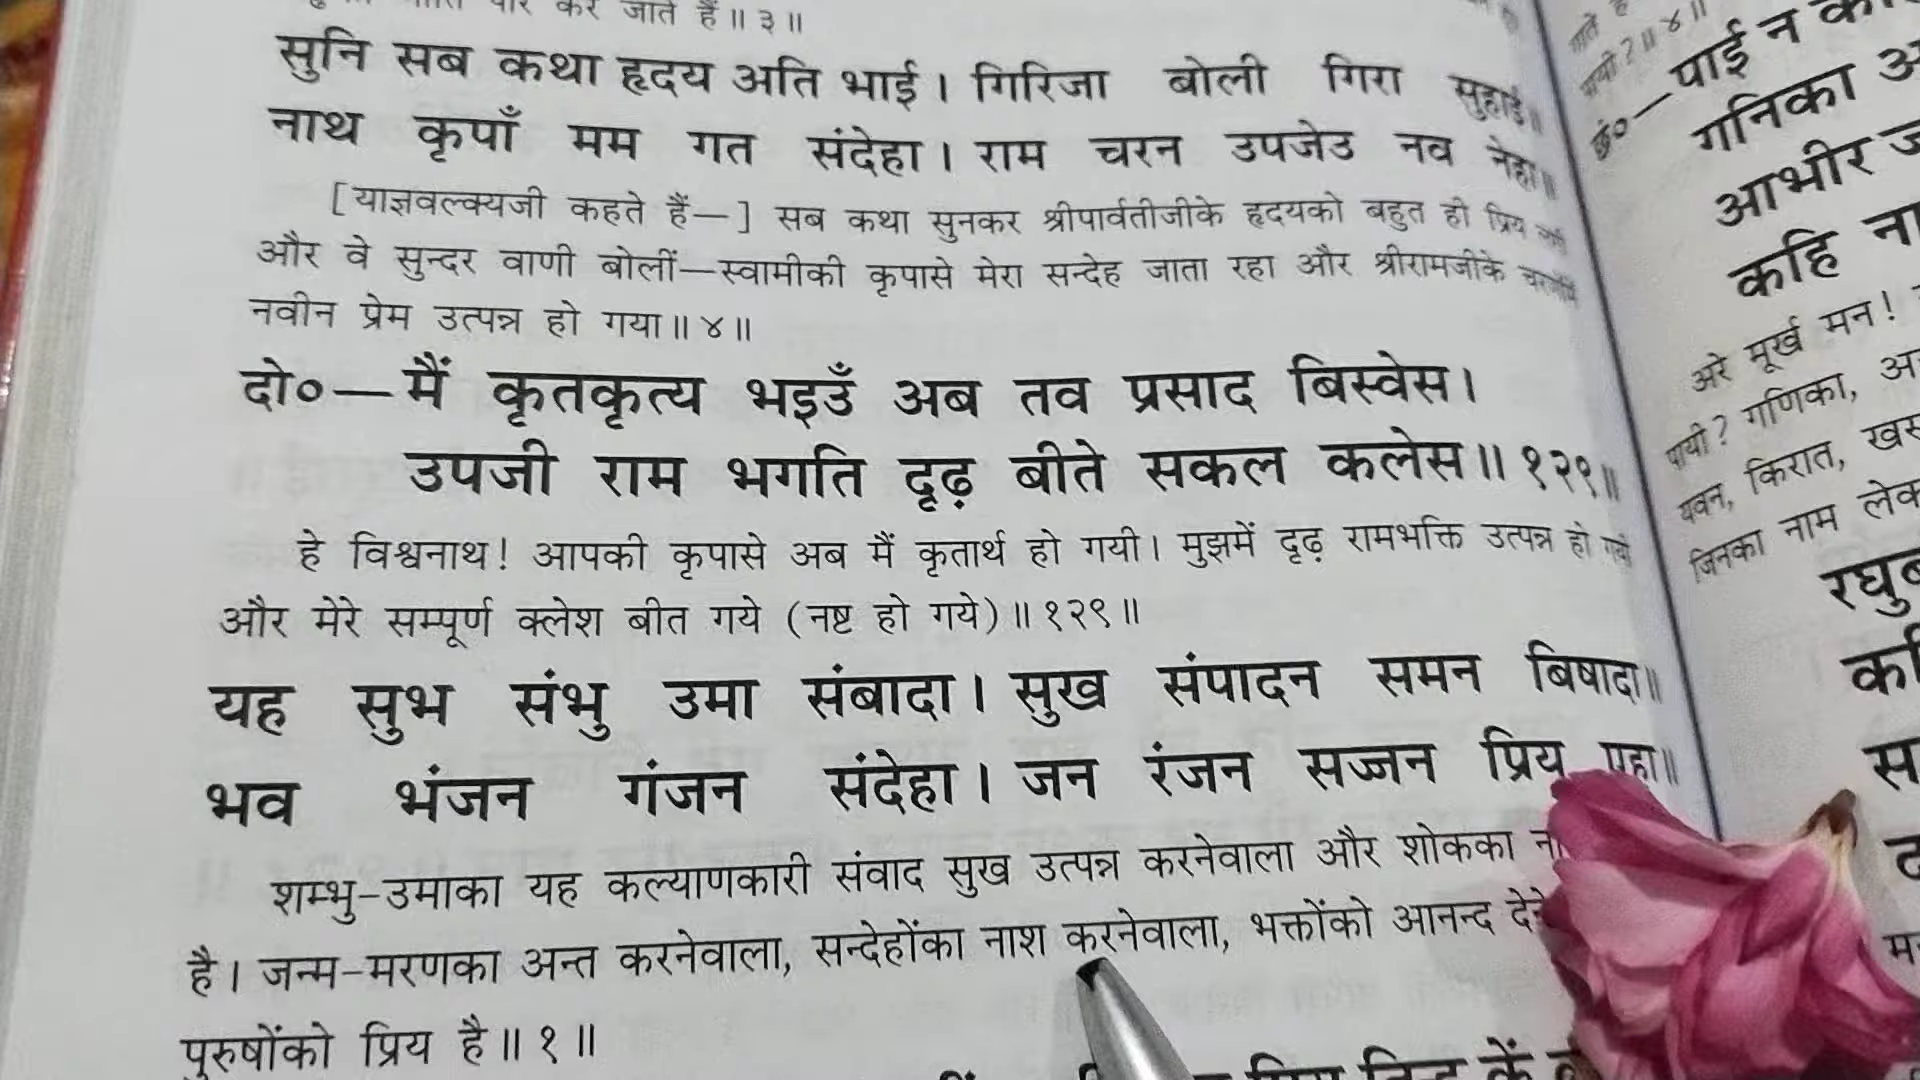 कर जाते हैं॥ ३॥
सुनि सब कथा हृदय अति भाई। गिरिजा बोली गिरा सुहाई॥
नाथ कृपाँ मम गत संदेहा। राम चरन उपजेउ नव नेहा॥
[याज्ञवल्क्यजी कहते हैं—] सब कथा सुनकर श्रीपार्वतीजीके हृदयको बहुत ही प्रिय
और वे सुन्दर वाणी बोलीं—स्वामीकी कृपासे मेरा सन्देह जाता रहा और श्रीरामजीके चरणोंमें
नवीन प्रेम उत्पन्न हो गया॥ ४॥
दो०—मैं कृतकृत्य भइउँ अब तव प्रसाद बिस्वेस।
उपजी राम भगति दृढ़ बीते सकल कलेस॥ १२९॥
हे विश्वनाथ! आपकी कृपासे अब मैं कृतार्थ हो गयी। मुझमें दृढ़ रामभक्ति उत्पन्न हो गयी
और मेरे सम्पूर्ण क्लेश बीत गये (नष्ट हो गये)॥ १२९॥
यह सुभ संभु उमा संबादा। सुख संपादन समन बिषादा॥
भव भंजन गंजन संदेहा। जन रंजन सज्जन प्रिय एहा॥
शम्भु-उमाका यह कल्याणकारी संवाद सुख उत्पन्न करनेवाला और शोकका
है। जन्म-मरणका अन्त करनेवाला, सन्देहोंका नाश करनेवाला, भक्तोंको आनन्द
पुरुषोंको प्रिय है॥ १॥
पायी?॥ ४॥
छं०—पाई न
गनिका
आभीर
कहि
अरे मूर्ख मन!
पायी? गणिका,
यवन, किरात,
जिनका नाम